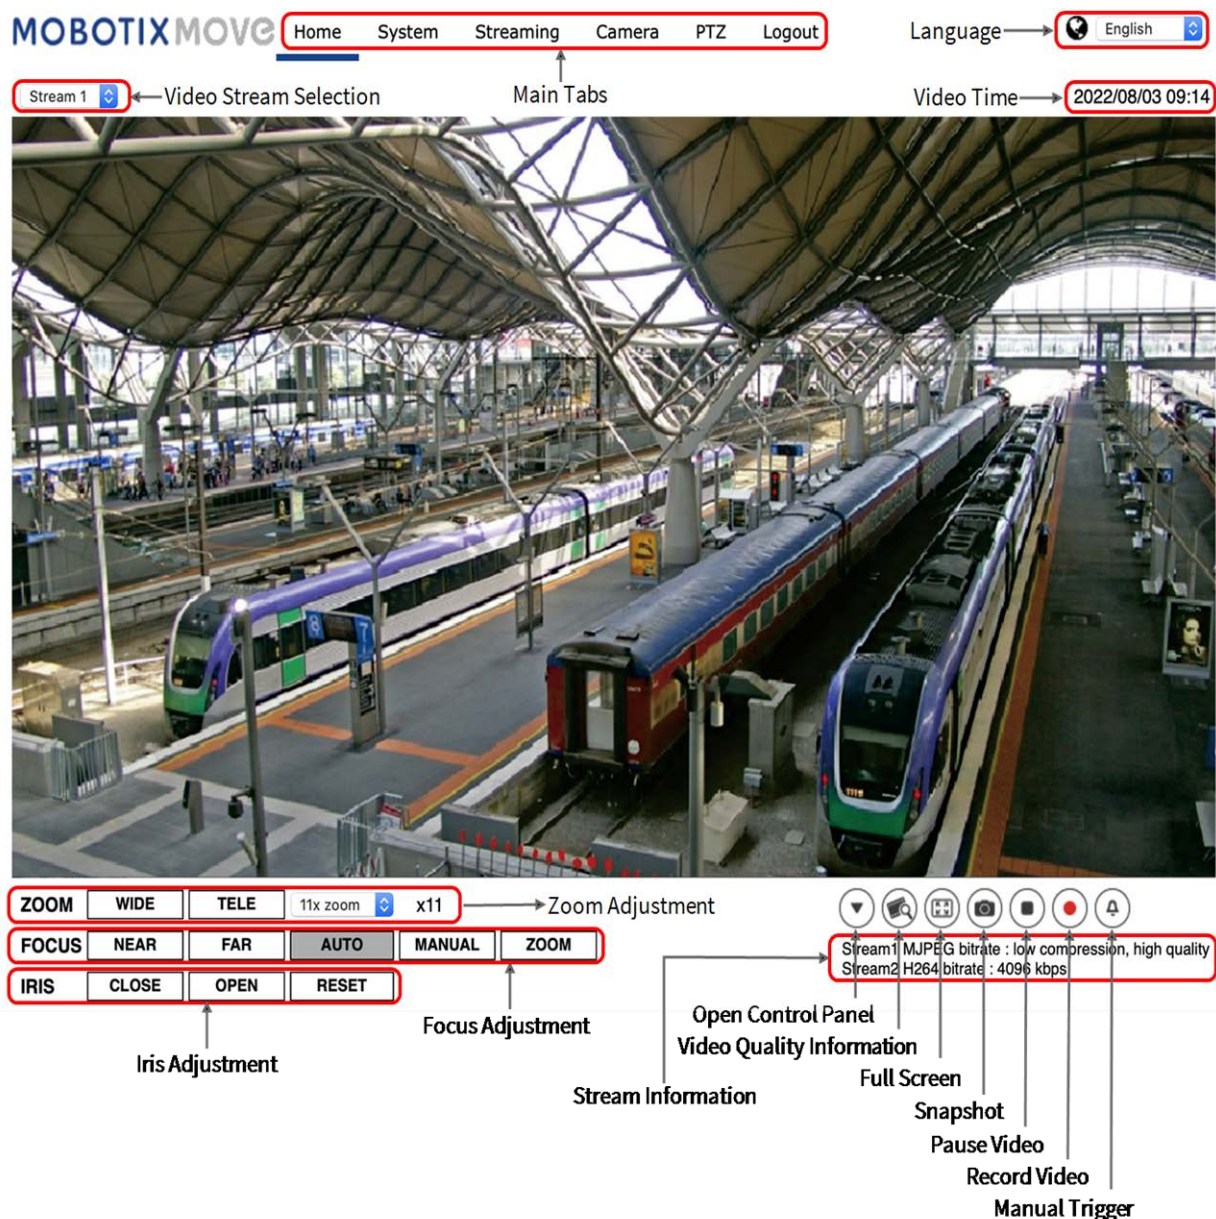 MOBOTIX MOVE
Home System Streaming Camera PTZ Logout
Language
English
Stream 1
Video Stream Selection
Main Tabs
Video Time
2022/08/03 09:14
ZOOM WIDE TELE 11x zoom x11
Zoom Adjustment
FOCUS NEAR FAR AUTO MANUAL ZOOM
Stream1 MJPEG bitrate : low compression, high quality
Stream2 H264 bitrate : 4096 kbps
IRIS CLOSE OPEN RESET
Focus Adjustment
Iris Adjustment
Open Control Panel
Video Quality Information
Full Screen
Stream Information
Snapshot
Pause Video
Record Video
Manual Trigger